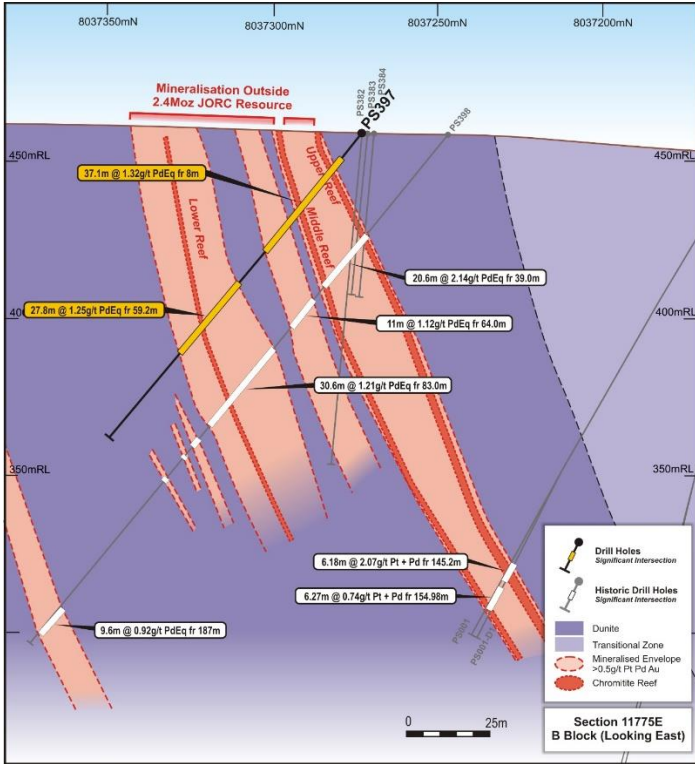 8037350mN
8037300mN
8037250mN
8037200mN
Mineralisation Outside
2.4Moz JORC Resource
PS382
PS383
PS384
PS397
PS398
450mRL
450mRL
37.1m @ 1.32g/t PdEq fr 8m
Upper Reef
Lower Reef
Middle Reef
20.6m @ 2.14g/t PdEq fr 39.0m
27.8m @ 1.25g/t PdEq fr 59.2m
400mRL
400mRL
11m @ 1.12g/t PdEq fr 64.0m
30.6m @ 1.21g/t PdEq fr 83.0m
350mRL
350mRL
6.18m @ 2.07g/t Pt + Pd fr 145.2m
6.27m @ 0.74g/t Pt + Pd fr 154.98m
PS001
9.6m @ 0.92g/t PdEq fr 187m
Drill Holes
Significant Intersection
Historic Drill Holes
Significant Intersection
Dunite
Transitional Zone
Mineralised Envelope
>0.5g/t Pt Pd Au
Chromitite Reef
0
25m
Section 11775E
B Block (Looking East)